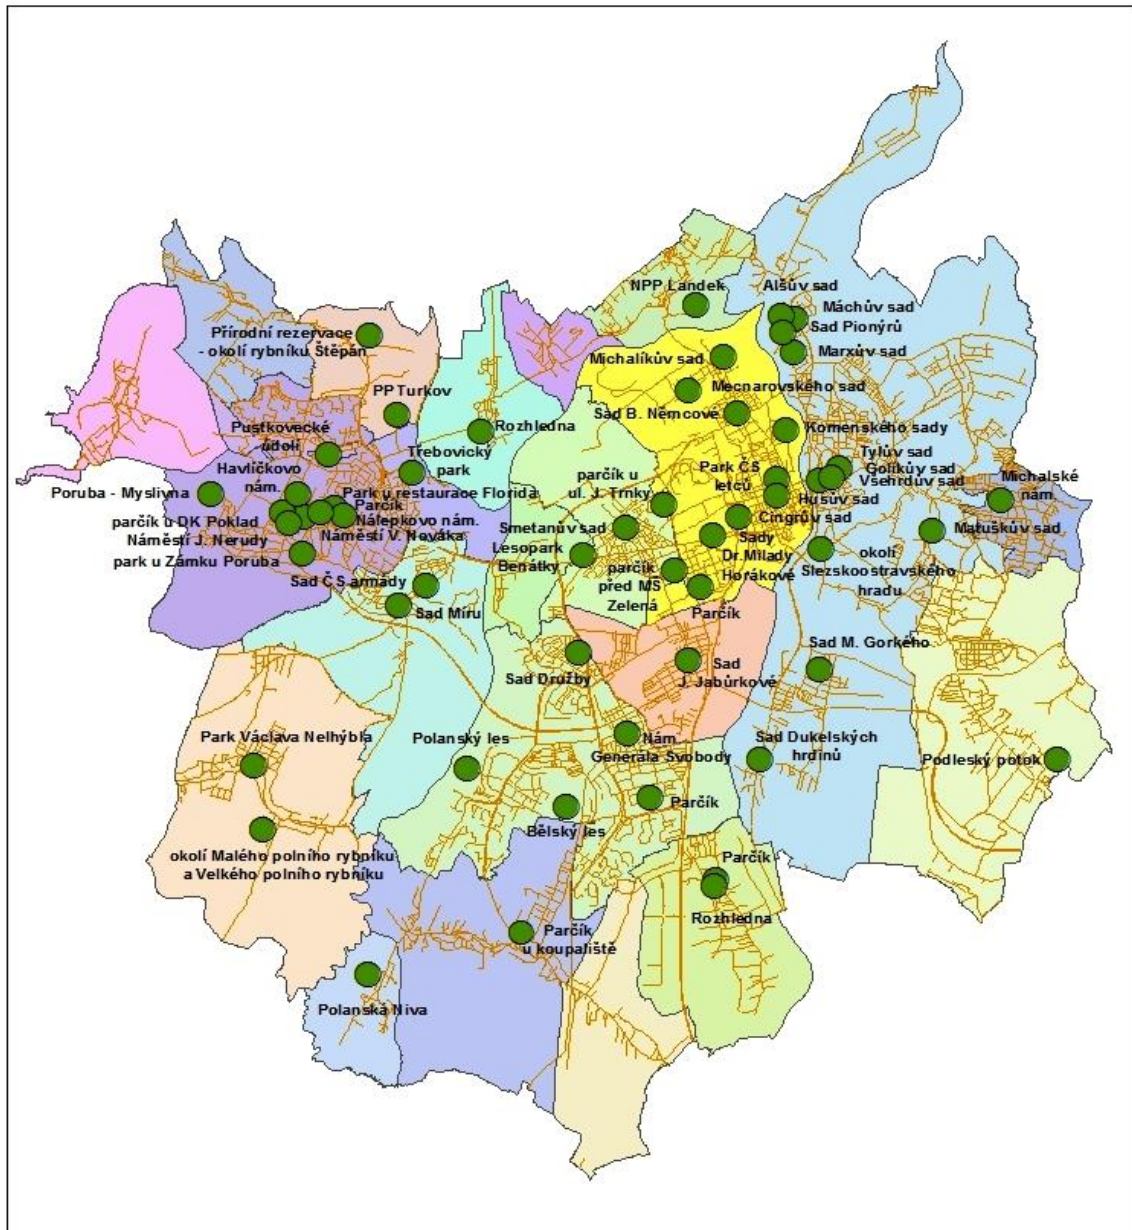 NPP Landek
Alšův sad
Máchův sad
Sad Pionýrů
Marxův sad
Přírodní rezervace
- okolí rybníku Štěpán
Michalíkův sad
Mecnarovského sad
PP Turkov
Sad B. Němcové
Rozhledna
Komenského sady
Pustkovecké
údolí
Třebovický
park
Tylův sad
Golikův sad
Všehrdův sad
Havlíčkovo
nám.
Poruba - Myslivna
Park u restaurace Florida
parčík u
ul. J. Trnky
Park ČS
letců
Husův sad
Michalské
nám.
Parčík
parčík u DK Poklad
Nálepkovo nám.
Náměstí J. Nerudy
Náměstí V. Nováka
park u Zámku Poruba
Smetanův sad
Cingrův sad
Matuškův sad
Lesopark
Benátky
Sady
Dr.Milady
Horákové
okolí
Slezskoostravského
hradu
parčík
před MŠ
Zelená
Sad ČS armády
Sad Míru
Parčík
Sad Družby
Sad
J. Jabůrkové
Sad M. Gorkého
Park Václava Nelhýbla
Polanský les
Nám.
Generála Svobody
Sad Dukelských
hrdinů
Podleský potok
Parčík
Bělský les
okolí Malého polního rybníku
a Velkého polního rybníku
Parčík
Rozhledna
Parčík
u koupaliště
Polanská Niva